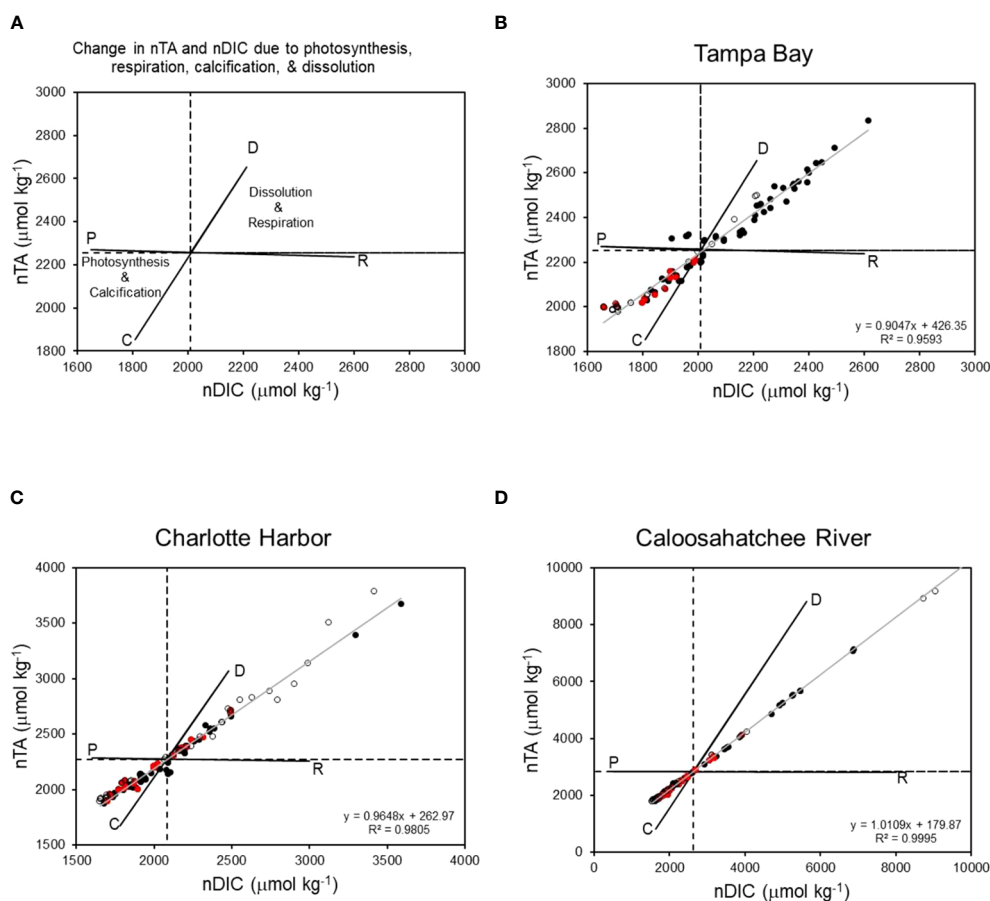 A
Change in nTA and nDIC due to photosynthesis,
respiration, calcification, & dissolution
3000
2800
2600
2400
2200
2000
1800
1600
1800
2000
2200
2400
2600
2800
3000
nTA (µmol kg⁻¹)
nDIC (µmol kg⁻¹)
D
Dissolution
&
Respiration
P
R
Photosynthesis
&
Calcification
C
B
Tampa Bay
3000
2800
2600
2400
2200
2000
1800
1600
1800
2000
2200
2400
2600
2800
3000
nTA (µmol kg⁻¹)
nDIC (µmol kg⁻¹)
D
P
R
C
y = 0.9047x + 426.35
R² = 0.9593
C
Charlotte Harbor
4000
3500
3000
2500
2000
1500
1500
2000
2500
3000
3500
4000
nTA (µmol kg⁻¹)
nDIC (µmol kg⁻¹)
D
P
R
C
y = 0.9648x + 262.97
R² = 0.9805
D
Caloosahatchee River
10000
8000
6000
4000
2000
0
0
2000
4000
6000
8000
10000
nTA (µmol kg⁻¹)
nDIC (µmol kg⁻¹)
D
P
R
C
y = 1.0109x + 179.87
R² = 0.9995